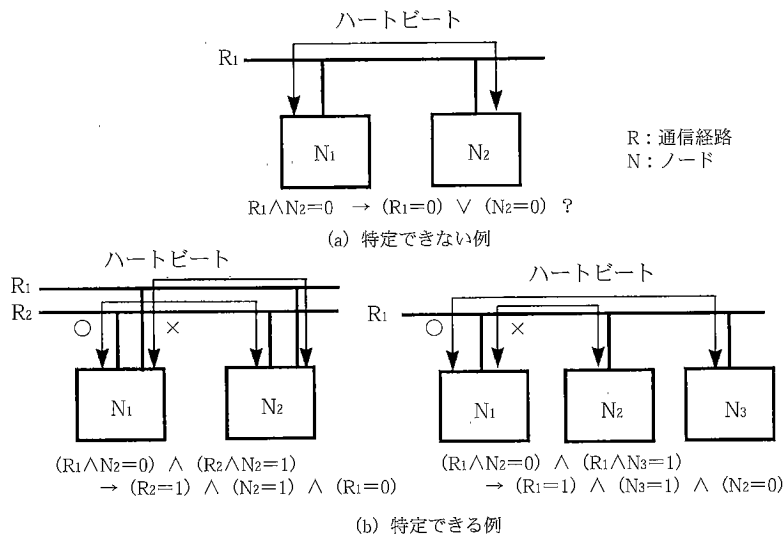 ハートビート
R1
N1
N2
R：通信経路
N：ノード
R1∧N2=0 → (R1=0) ∨ (N2=0) ?
(a) 特定できない例
ハートビート
R1
R2
○
×
N1
N2
(R1∧N2=0) ∧ (R2∧N2=1)
→ (R2=1) ∧ (N2=1) ∧ (R1=0)
ハートビート
R1
○
×
N1
N2
N3
(R1∧N2=0) ∧ (R1∧N3=1)
→ (R1=1) ∧ (N3=1) ∧ (N2=0)
(b) 特定できる例